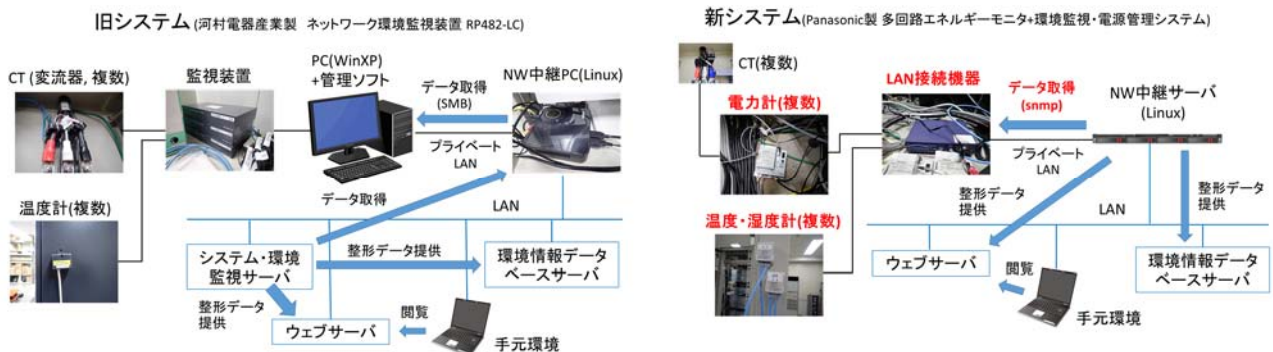 旧システム(河村電器産業製 ネットワーク環境監視装置 RP482-LC)
CT (変流器, 複数)
監視装置
PC(WinXP)
+管理ソフト
データ取得
(SMB)
NW中継PC(Linux)
プライベート
LAN
データ取得
LAN
温度計(複数)
システム・環境
監視サーバ
整形データ提供
環境情報データ
ベースサーバ
整形データ
提供
ウェブサーバ
閲覧
手元環境
新システム(Panasonic製 多回路エネルギーモニタ+環境監視・電源管理システム)
CT(複数)
電力計(複数)
LAN接続機器
データ取得
(snmp)
NW中継サーバ
(Linux)
プライベート
LAN
整形データ
提供
整形データ
提供
LAN
温度・湿度計(複数)
ウェブサーバ
環境情報データ
ベースサーバ
閲覧
手元環境